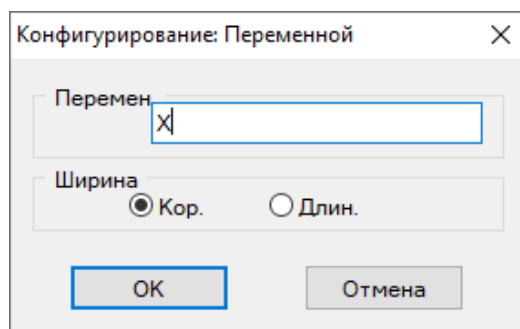 Конфигурирование: Переменной
Перемен
X
Ширина
Кор. Длин.
OK Отмена